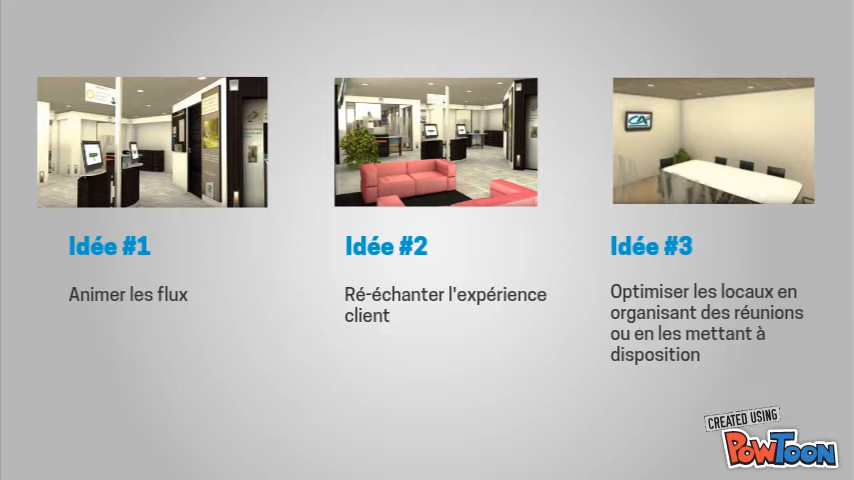 CA
Idée #1
Animer les flux
Idée #2
Ré-échanter l'expérience
client
Idée #3
Optimiser les locaux en
organisant des réunions
ou en les mettant à
disposition
CREATED USING
POWTOON